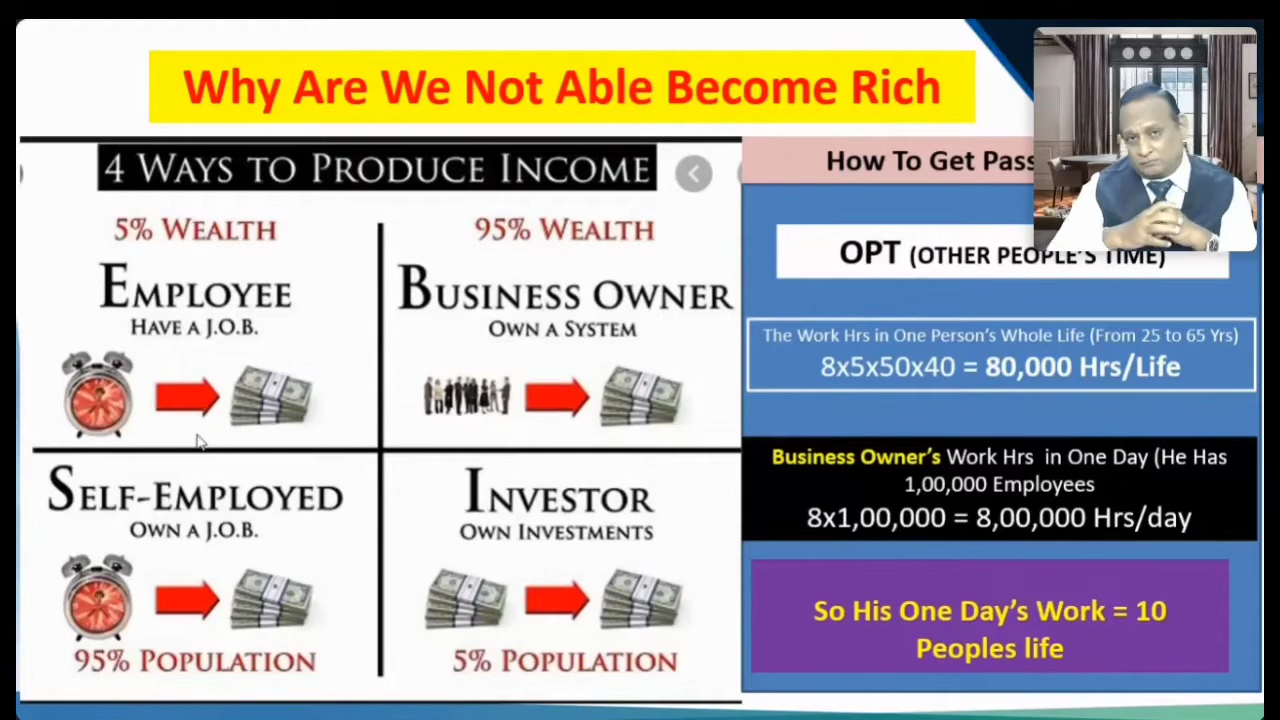 Why Are We Not Able Become Rich
4 WAYS TO PRODUCE INCOME
5% WEALTH
EMPLOYEE
HAVE A J.O.B.
95% WEALTH
BUSINESS OWNER
OWN A SYSTEM
SELF-EMPLOYED
OWN A J.O.B.
95% POPULATION
INVESTOR
OWN INVESTMENTS
5% POPULATION
How To Get
OPT (OTHER PEOPLE'S TIME)
The Work Hrs in One Person's Whole Life (From 25 to 65 Yrs)
8x5x50x40 = 80,000 Hrs/Life
Business Owner's Work Hrs in One Day (He Has
1,00,000 Employees
8x1,00,000 = 8,00,000 Hrs/day
So His One Day's Work = 10
Peoples life